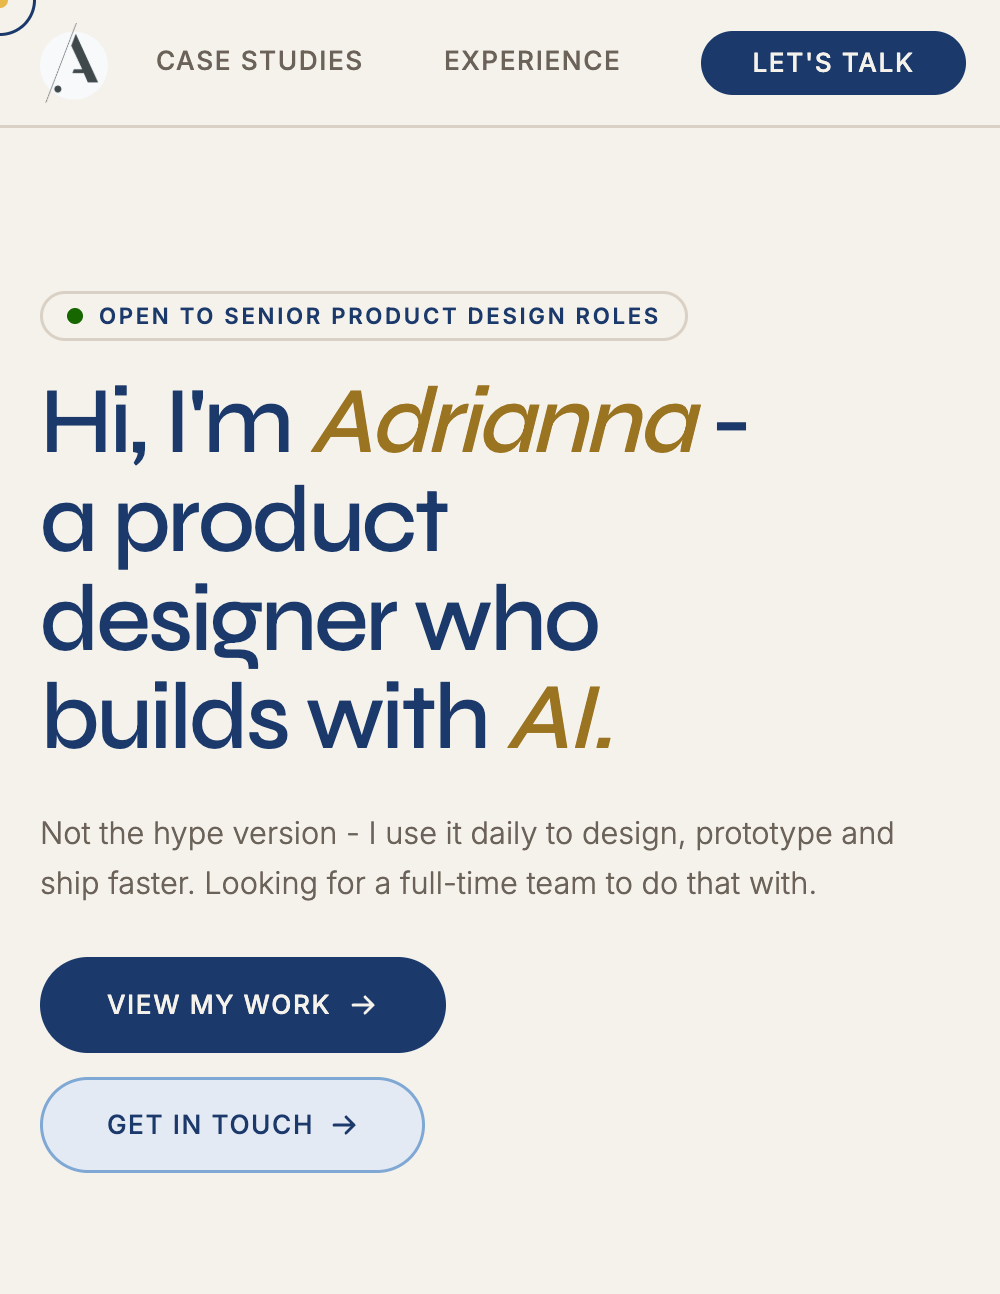 A
CASE STUDIES
EXPERIENCE
LET'S TALK
OPEN TO SENIOR PRODUCT DESIGN ROLES
Hi, I'm Adrianna -
a product
designer who
builds with AI.
Not the hype version - I use it daily to design, prototype and
ship faster. Looking for a full-time team to do that with.
VIEW MY WORK →
GET IN TOUCH →